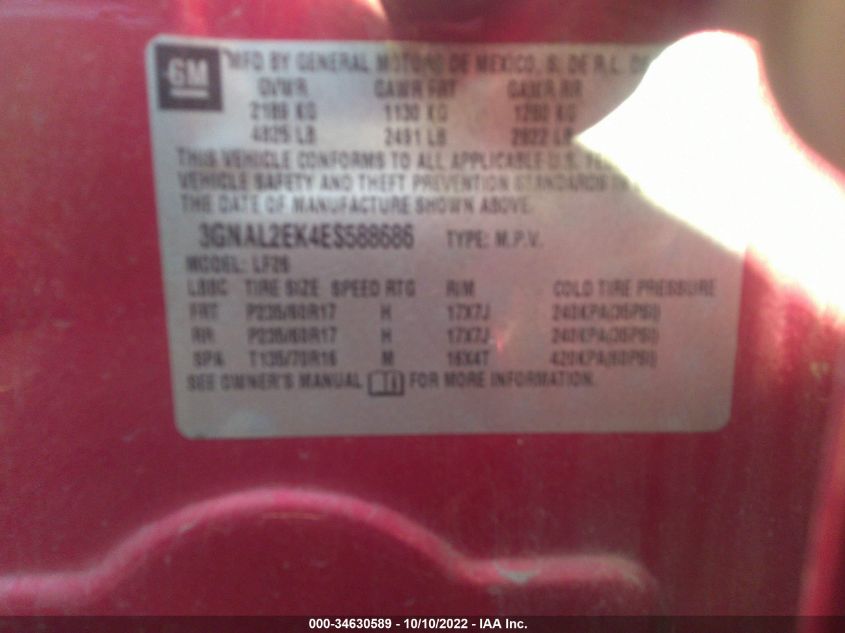 GM
MFD BY GENERAL MOTORS DE MEXICO, S. DE R.L. DE
GVWR GAWR FRT GAWR RR
2189 KG 1130 KG 1280 KG
4825 LB 2491 LB 2822 LB
THIS VEHICLE CONFORMS TO ALL APPLICABLE U.S.
VEHICLE SAFETY AND THEFT PREVENTION STANDARDS IN
THE DATE OF MANUFACTURE SHOWN ABOVE.
3GNAL2EK4ES588686 TYPE: M.P.V.
MODEL: LF26
TIRE SIZE SPEED RTG RIM COLD TIRE PRESSURE
FRT P235/60R17 H 17X7J 240KPA(35PSI)
RR P235/60R17 H 17X7J 240KPA(35PSI)
SPA T135/70R16 M 16X4T 420KPA(60PSI)
SEE OWNER'S MANUAL FOR MORE INFORMATION.
000-34630589 - 10/10/2022 - IAA Inc.